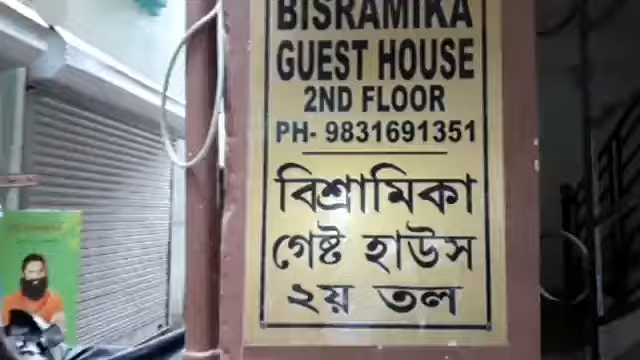 BISRAMIKA
GUEST HOUSE
2ND FLOOR
PH- 9831691351
বিশ্রামিকা
গেষ্ট হাউস
২য় তল